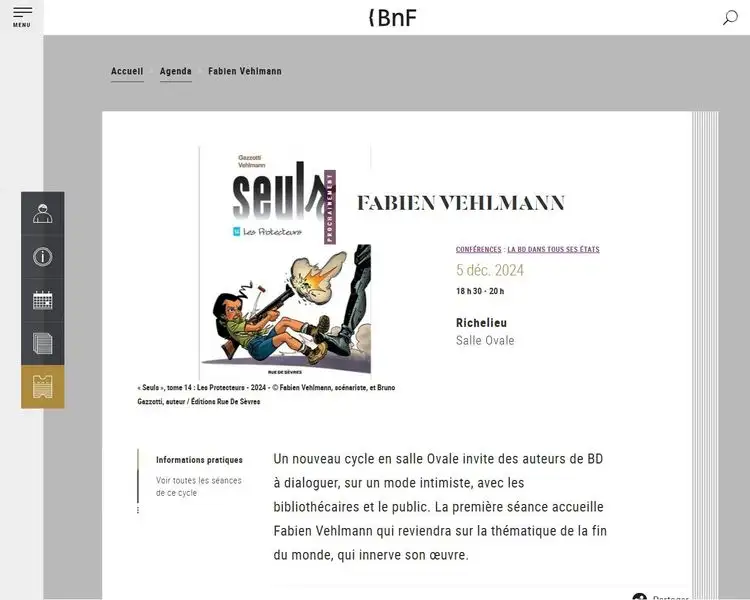 MENU
{BnF
Accueil
Agenda
Fabien Vehlmann
Gazzotti
Vehlmann
seuls
Les Protecteurs
PROCHAINEMENT
RUE DE SÈVRES
FABIEN VEHLMANN
CONFÉRENCES : LA BD DANS TOUS SES ÉTATS
5 déc. 2024
18 h 30 - 20 h
Richelieu
Salle Ovale
« Seuls », tome 14 : Les Protecteurs - 2024 - © Fabien Vehlmann, scénariste, et Bruno
Gazzotti, auteur / Éditions Rue De Sèvres
Informations pratiques
Voir toutes les séances
de ce cycle
Un nouveau cycle en salle Ovale invite des auteurs de BD
à dialoguer, sur un mode intimiste, avec les
bibliothécaires et le public. La première séance accueille
Fabien Vehlmann qui reviendra sur la thématique de la fin
du monde, qui innerve son œuvre.
Partager